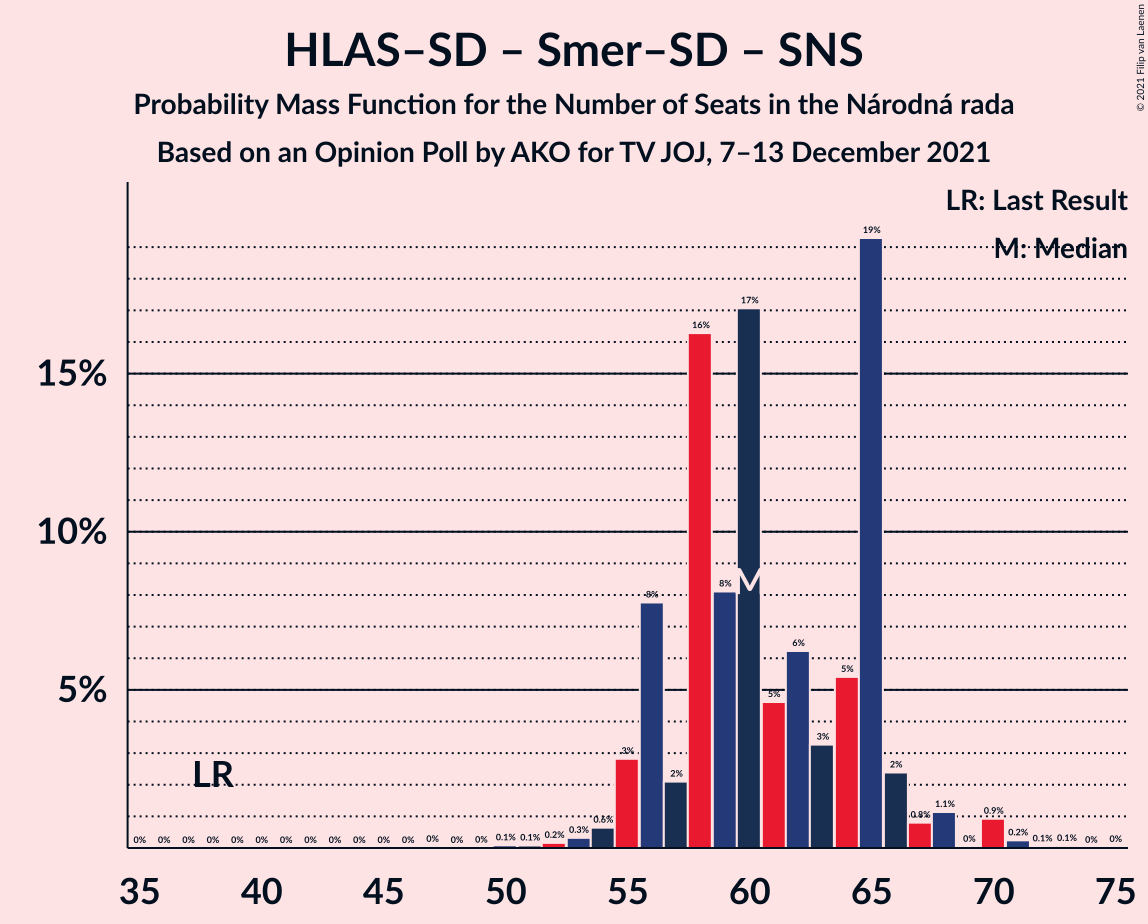 HLAS–SD – Smer–SD – SNS
Probability Mass Function for the Number of Seats in the Národná rada
Based on an Opinion Poll by AKO for TV JOJ, 7–13 December 2021
© 2021 Filip van Laenen
LR: Last Result
M: Median
15%
10%
5%
LR
M
0% 0% 0% 0% 0% 0% 0% 0% 0% 0% 0% 0% 0% 0% 0% 0.1% 0.1% 0.2% 0.3% 0.6% 3% 8% 2% 16% 8% 17% 5% 6% 3% 5% 19% 2% 0.8% 1.1% 0% 0.9% 0.2% 0.1% 0.1% 0% 0%
35 40 45 50 55 60 65 70 75